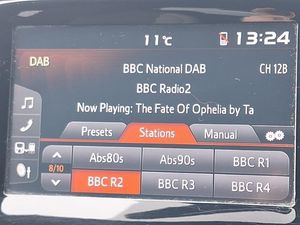 11°C 13:24
DAB
BBC National DAB CH 12B
BBC Radio2
Now Playing: The Fate Of Ophelia by Ta
Presets Stations Manual
Abs80s Abs90s BBC R1
8/10
BBC R2 BBC R3 BBC R4